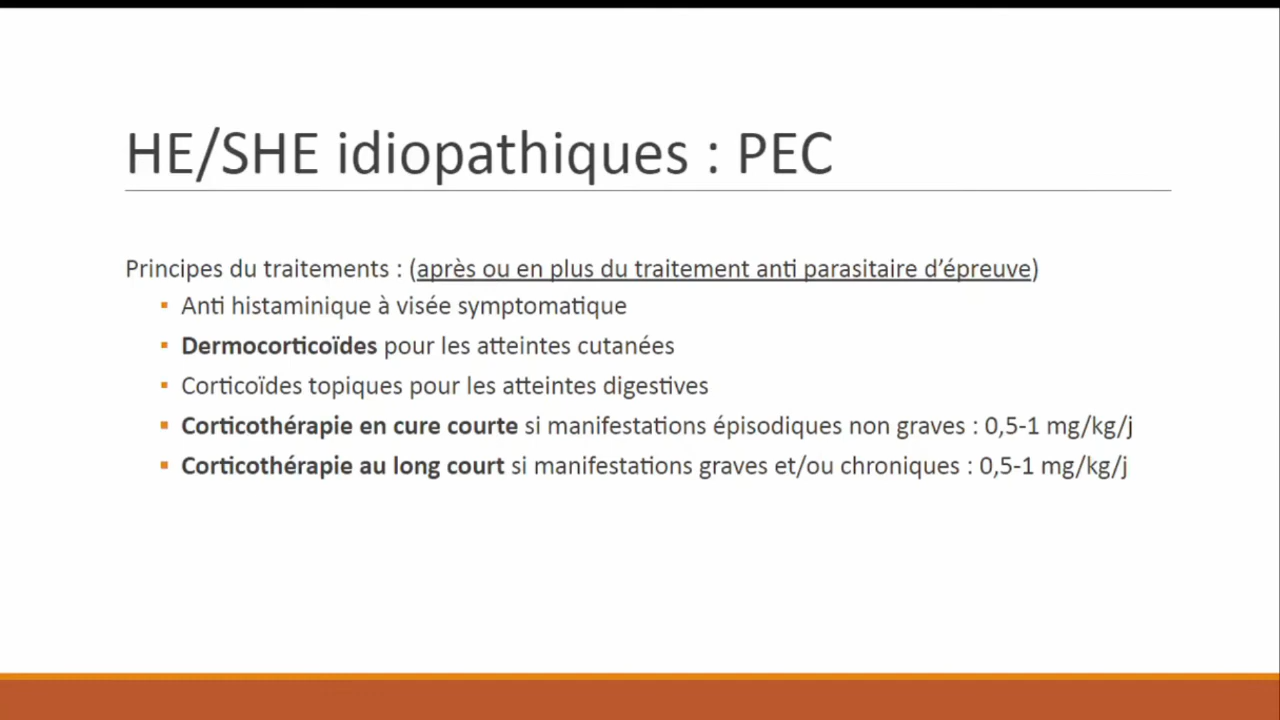 HE/SHE idiopathiques : PEC
Principes du traitements : (après ou en plus du traitement anti parasitaire d’épreuve)
▪ Anti histaminique à visée symptomatique
▪ Dermocorticoïdes pour les atteintes cutanées
▪ Corticoïdes topiques pour les atteintes digestives
▪ Corticothérapie en cure courte si manifestations épisodiques non graves : 0,5-1 mg/kg/j
▪ Corticothérapie au long court si manifestations graves et/ou chroniques : 0,5-1 mg/kg/j